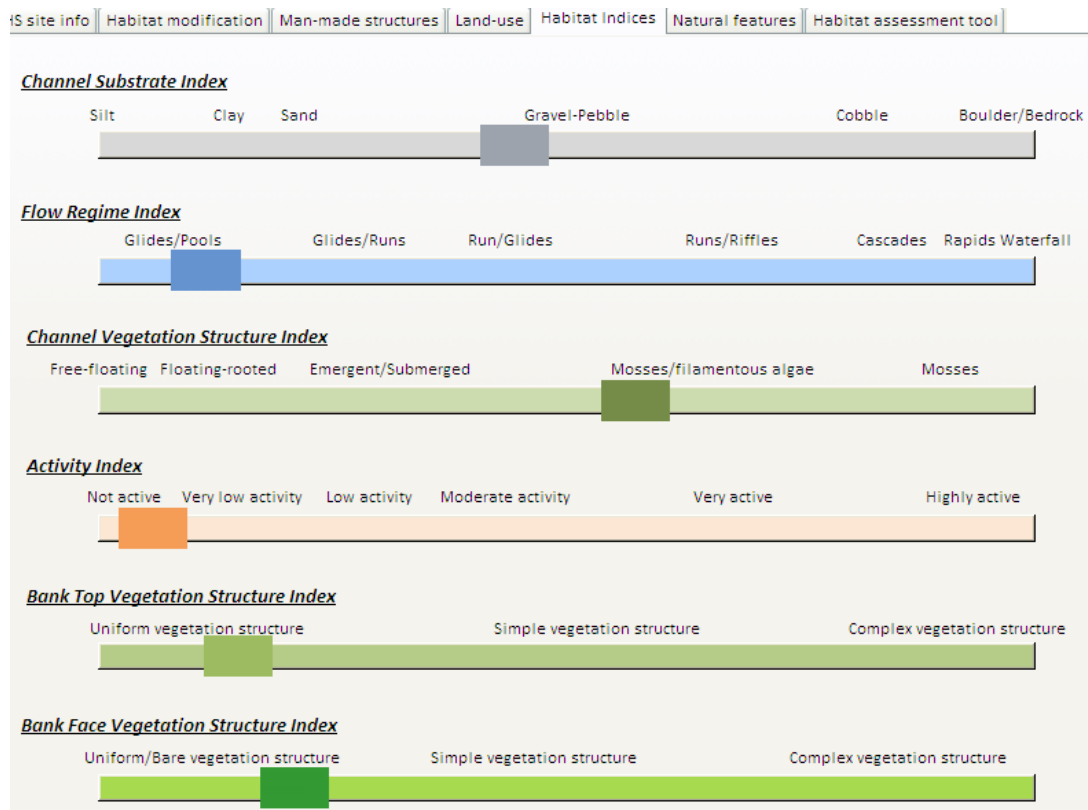 HS site info Habitat modification Man-made structures Land-use Habitat Indices Natural features Habitat assessment tool
Channel Substrate Index
Silt Clay Sand Gravel-Pebble Cobble Boulder/Bedrock
Flow Regime Index
Glides/Pools Glides/Runs Run/Glides Runs/Riffles Cascades Rapids Waterfall
Channel Vegetation Structure Index
Free-floating Floating-rooted Emergent/Submerged Mosses/filamentous algae Mosses
Activity Index
Not active Very low activity Low activity Moderate activity Very active Highly active
Bank Top Vegetation Structure Index
Uniform vegetation structure Simple vegetation structure Complex vegetation structure
Bank Face Vegetation Structure Index
Uniform/Bare vegetation structure Simple vegetation structure Complex vegetation structure